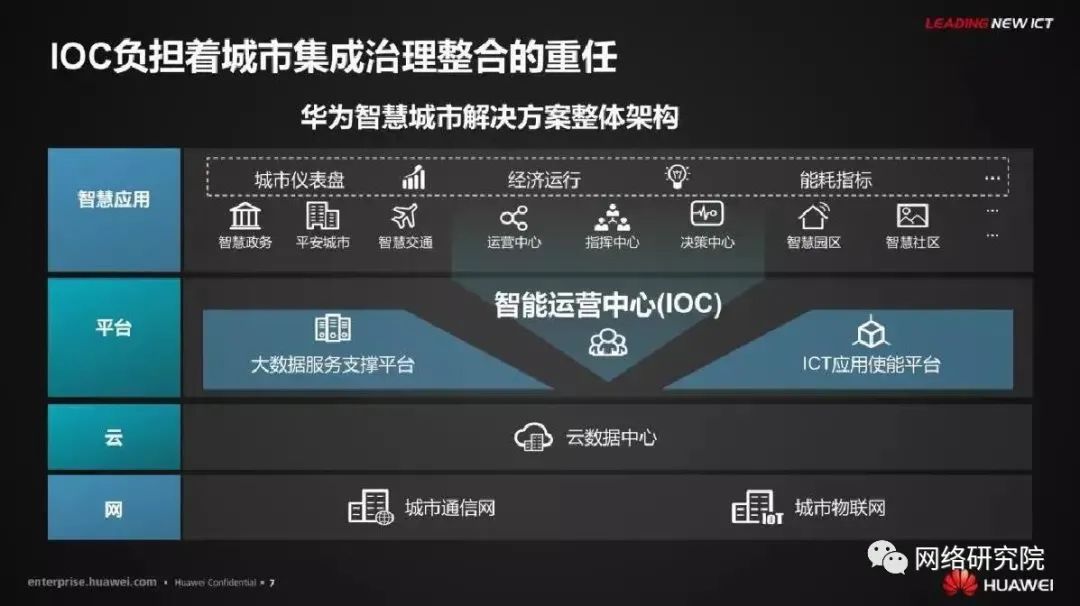 LEADING NEW ICT
IOC负担着城市集成治理整合的重任
华为智慧城市解决方案整体架构
智慧应用
城市仪表盘 经济运行 能耗指标 ...
智慧政务 平安城市 智慧交通 运营中心 指挥中心 决策中心 智慧园区 智慧社区 ...
...
平台
智能运营中心(IOC)
大数据服务支撑平台 ICT应用使能平台
云 云数据中心
网 城市通信网 IoT 城市物联网
网络研究院
enterprise.huawei.com ▪ Huawei Confidential ▪ 7
HUAWEI